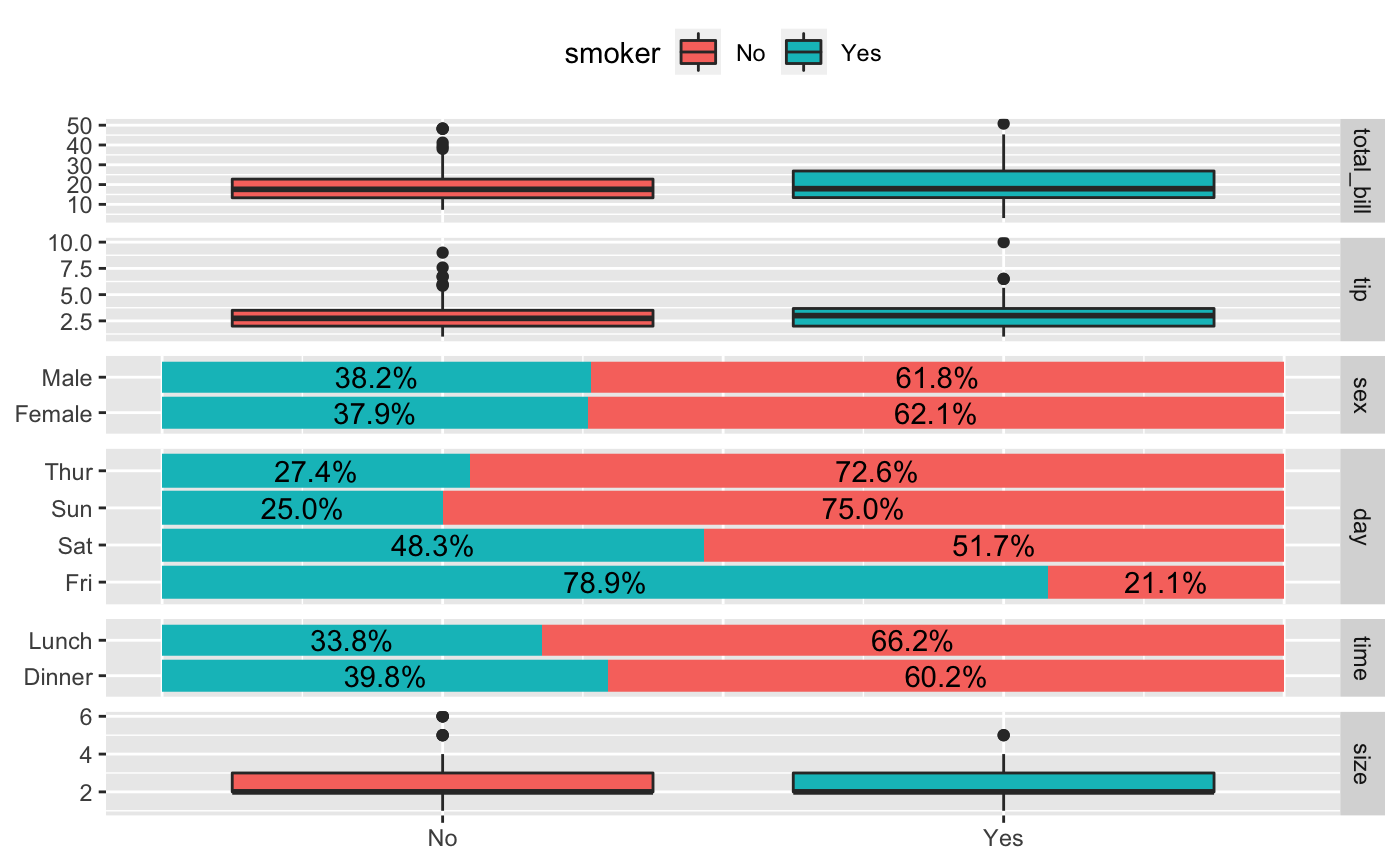 smoker No Yes
50
40
30
20
10
total_bill
10.0
7.5
5.0
2.5
tip
Male 38.2% 61.8%
Female 37.9% 62.1%
sex
Thur 27.4% 72.6%
Sun 25.0% 75.0%
Sat 48.3% 51.7%
Fri 78.9% 21.1%
day
Lunch 33.8% 66.2%
Dinner 39.8% 60.2%
time
6
4
2
size
No Yes